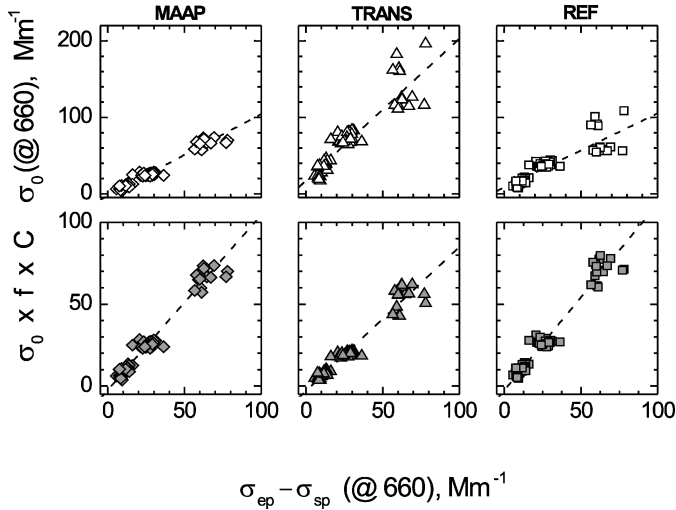 MAAP TRANS REF
σ0 (@ 660), Mm-1
200
100
0
σ0 x f x C
100
50
0
0 50 100 0 50 100 0 50 100
σep – σsp (@ 660), Mm-1